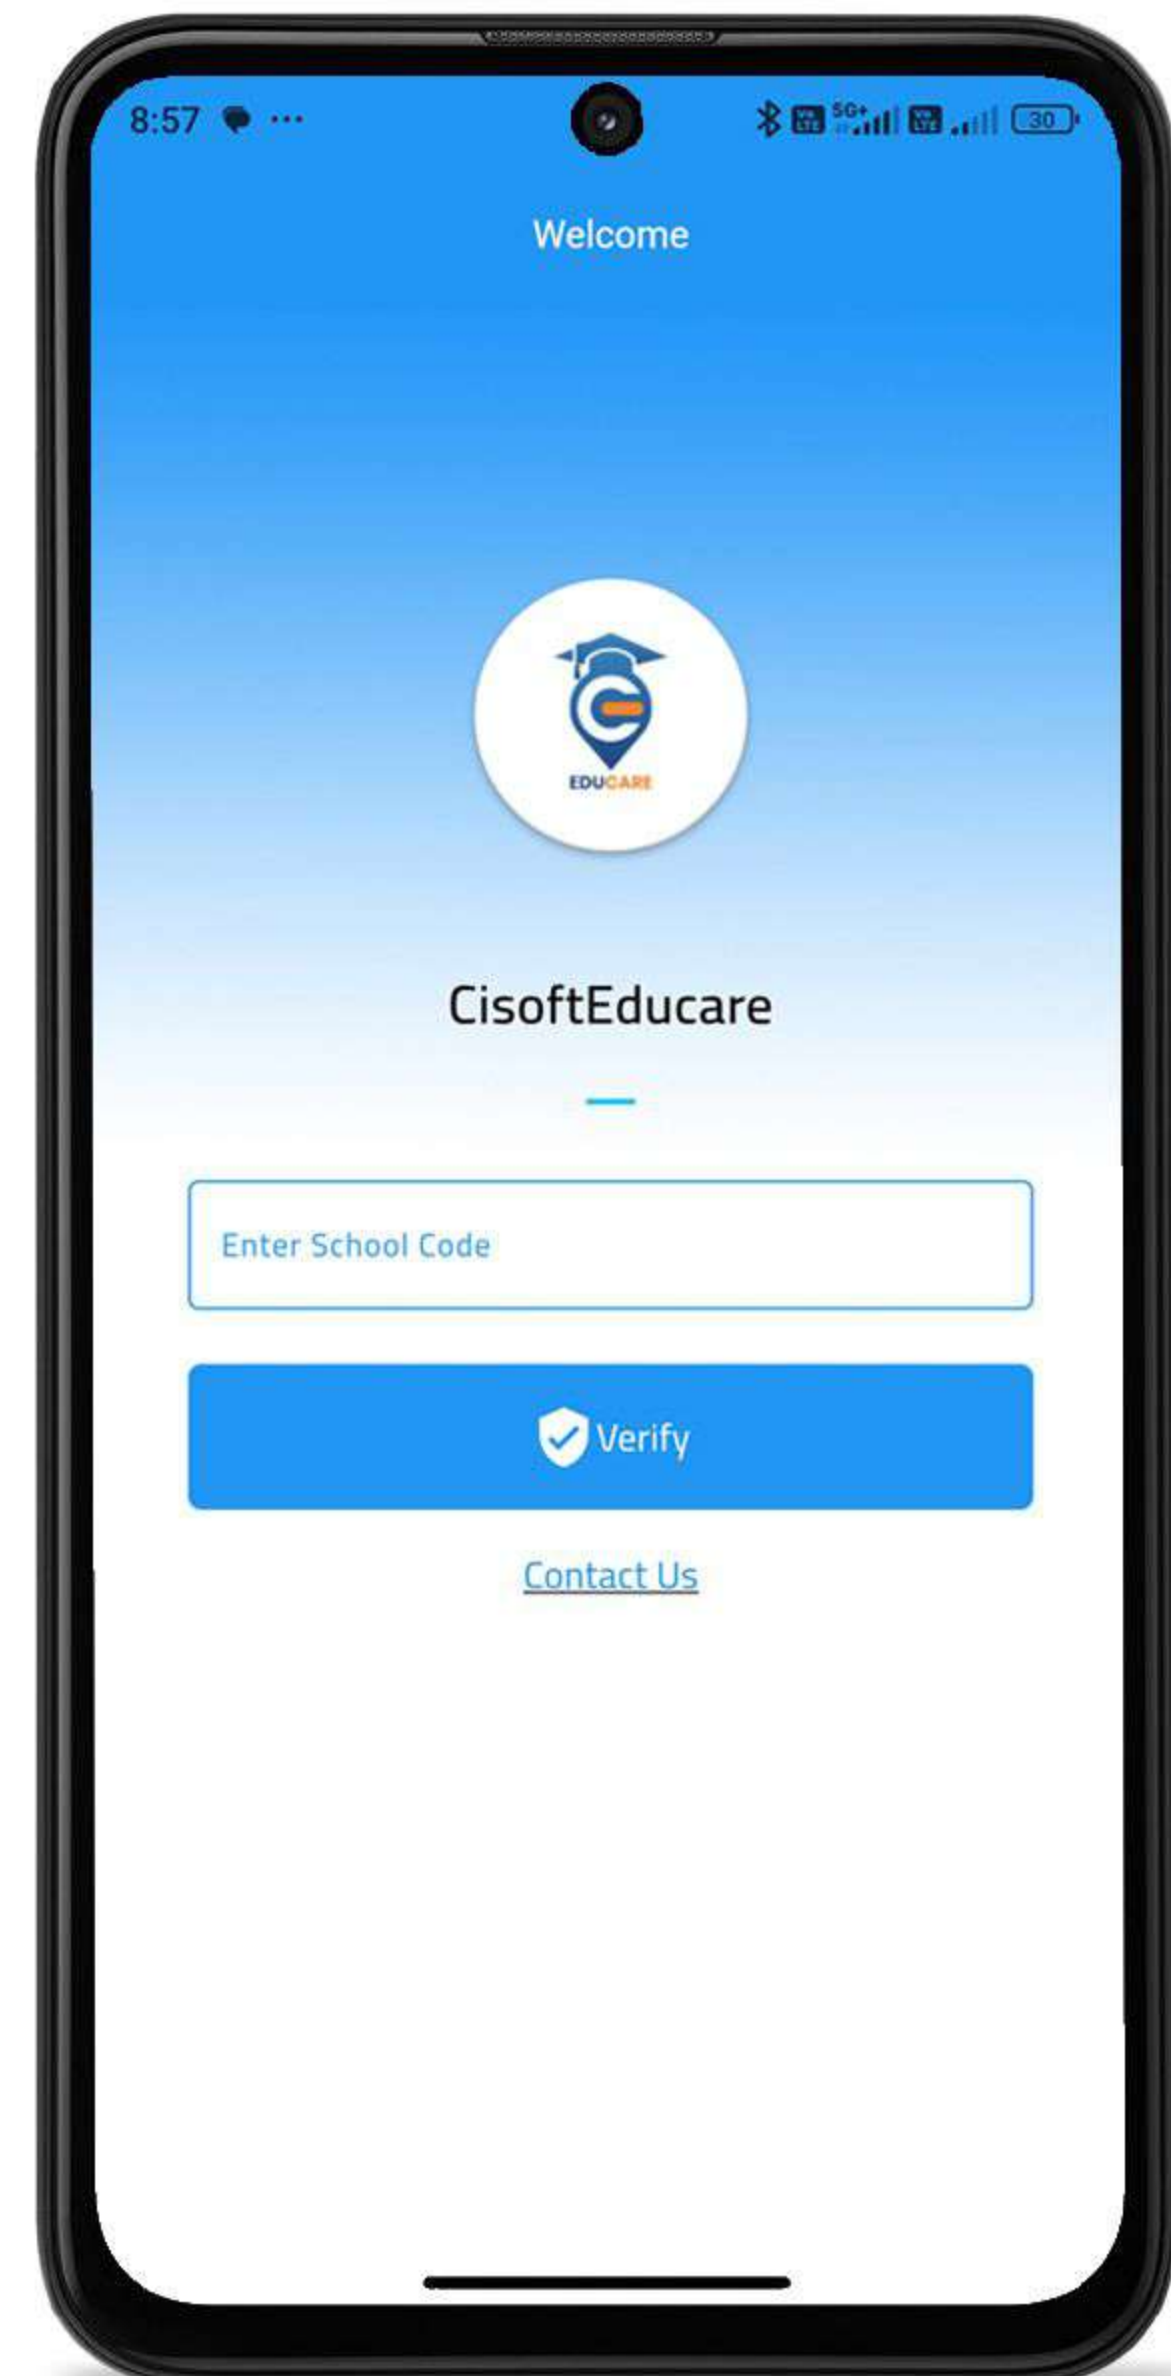 8:57 ... 5G+ 30
Welcome
EDUCARE
CisoftEducare
Enter School Code
Verify
Contact Us